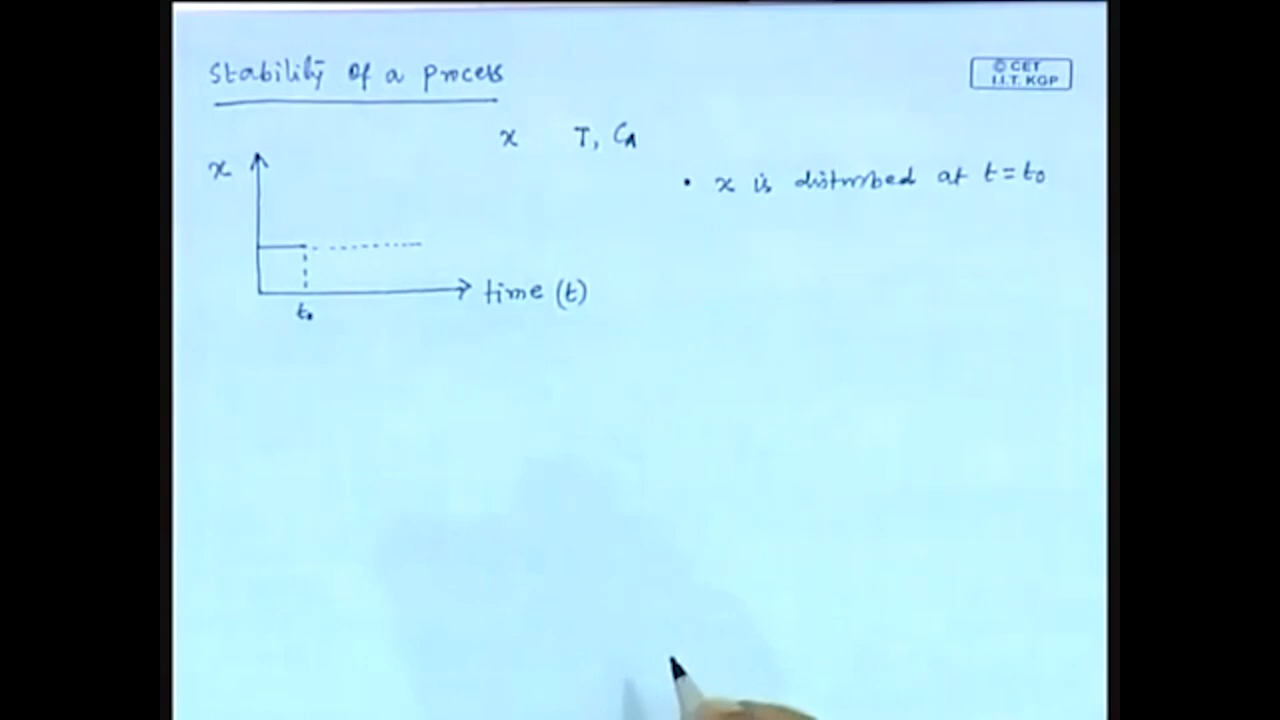 Stability of a process
© CET
I.I.T. KGP
x T, CA
x
• x is disturbed at t = t0
time (t)
t0